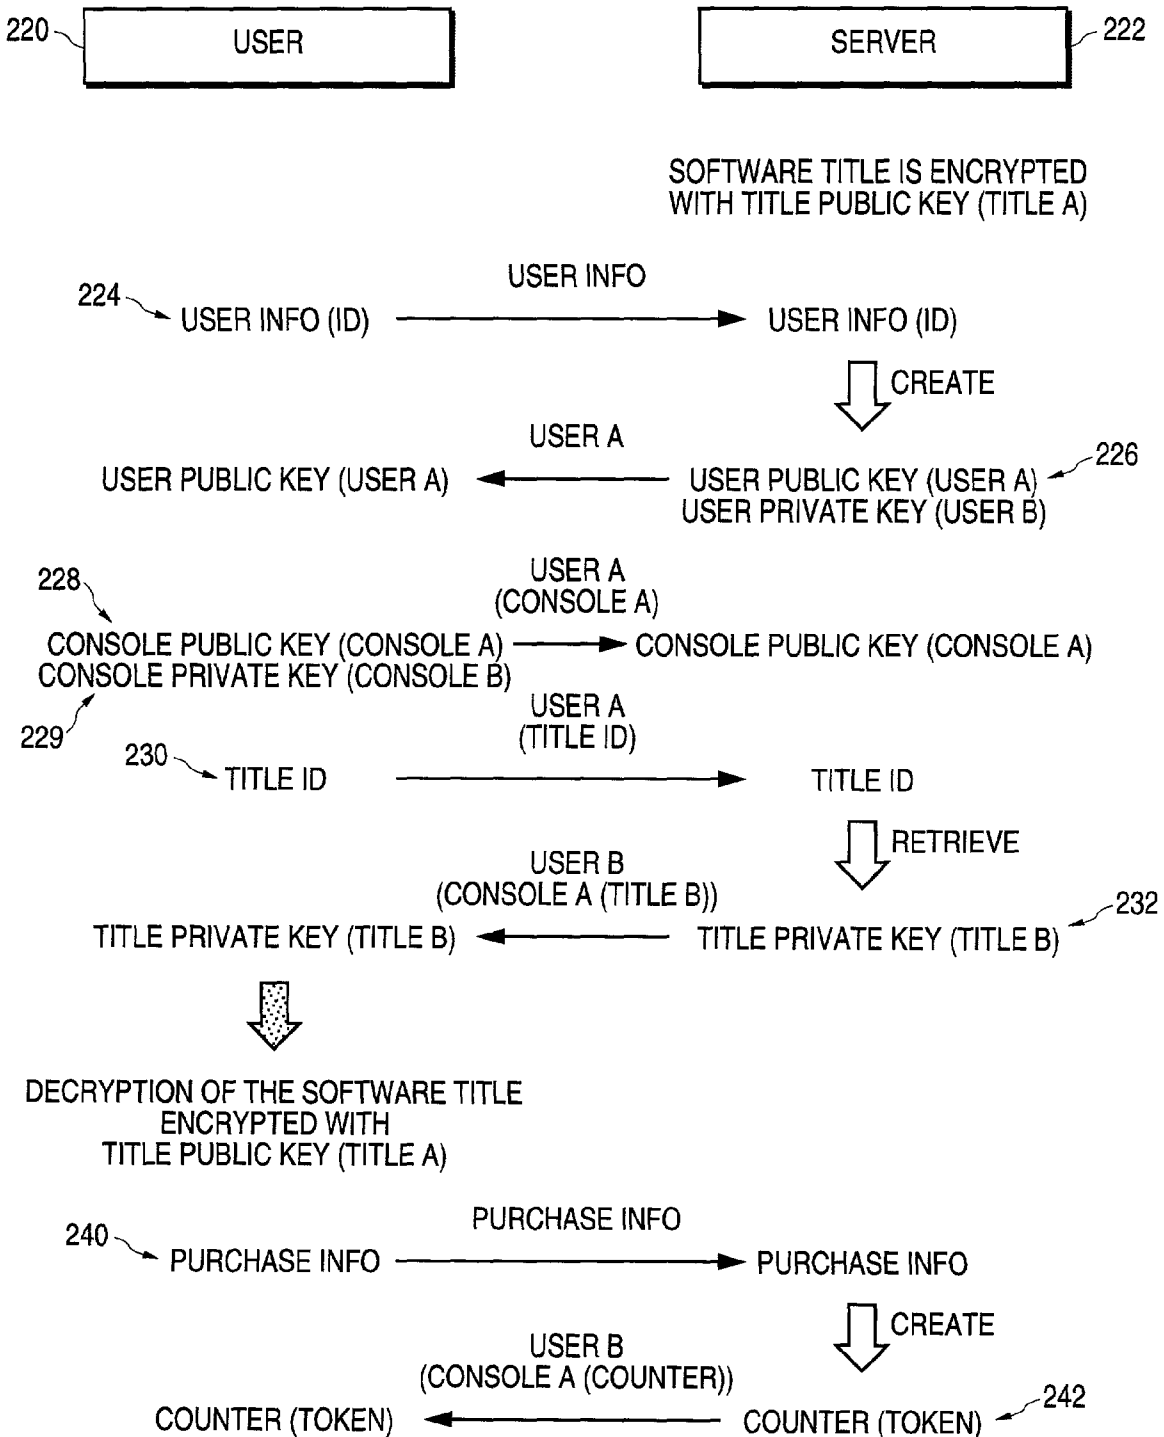 220
USER
SERVER
222
SOFTWARE TITLE IS ENCRYPTED
WITH TITLE PUBLIC KEY (TITLE A)
USER INFO
224
USER INFO (ID)
USER INFO (ID)
CREATE
USER A
226
USER PUBLIC KEY (USER A)
USER PUBLIC KEY (USER A)
USER PRIVATE KEY (USER B)
228
USER A
(CONSOLE A)
CONSOLE PUBLIC KEY (CONSOLE A)
CONSOLE PUBLIC KEY (CONSOLE A)
CONSOLE PRIVATE KEY (CONSOLE B)
229
USER A
(TITLE ID)
230
TITLE ID
TITLE ID
RETRIEVE
USER B
(CONSOLE A (TITLE B))
232
TITLE PRIVATE KEY (TITLE B)
TITLE PRIVATE KEY (TITLE B)
DECRYPTION OF THE SOFTWARE TITLE
ENCRYPTED WITH
TITLE PUBLIC KEY (TITLE A)
PURCHASE INFO
240
PURCHASE INFO
PURCHASE INFO
CREATE
USER B
(CONSOLE A (COUNTER))
242
COUNTER (TOKEN)
COUNTER (TOKEN)